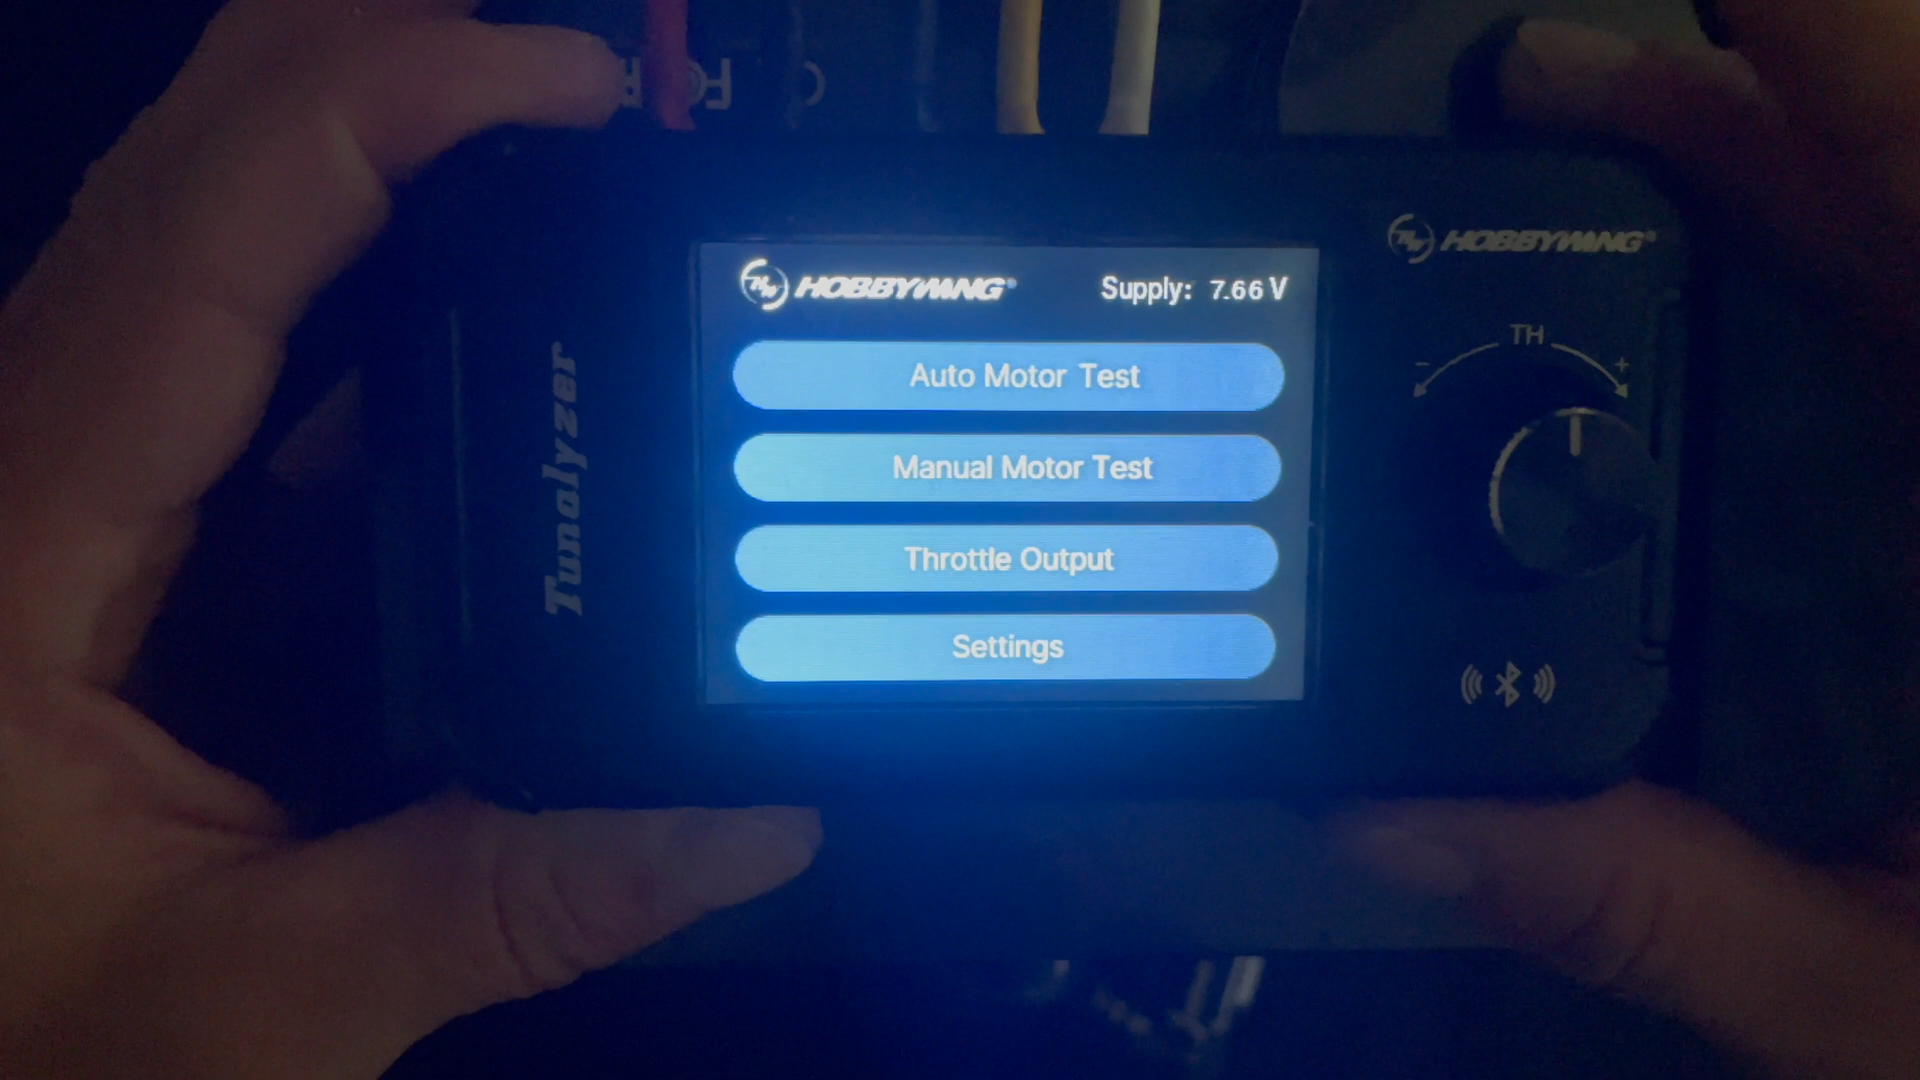 HOBBYWING®
Supply: 7.66 V
Auto Motor Test
Manual Motor Test
Throttle Output
Settings
Tunalyzer
HOBBYWING®
TH
- +